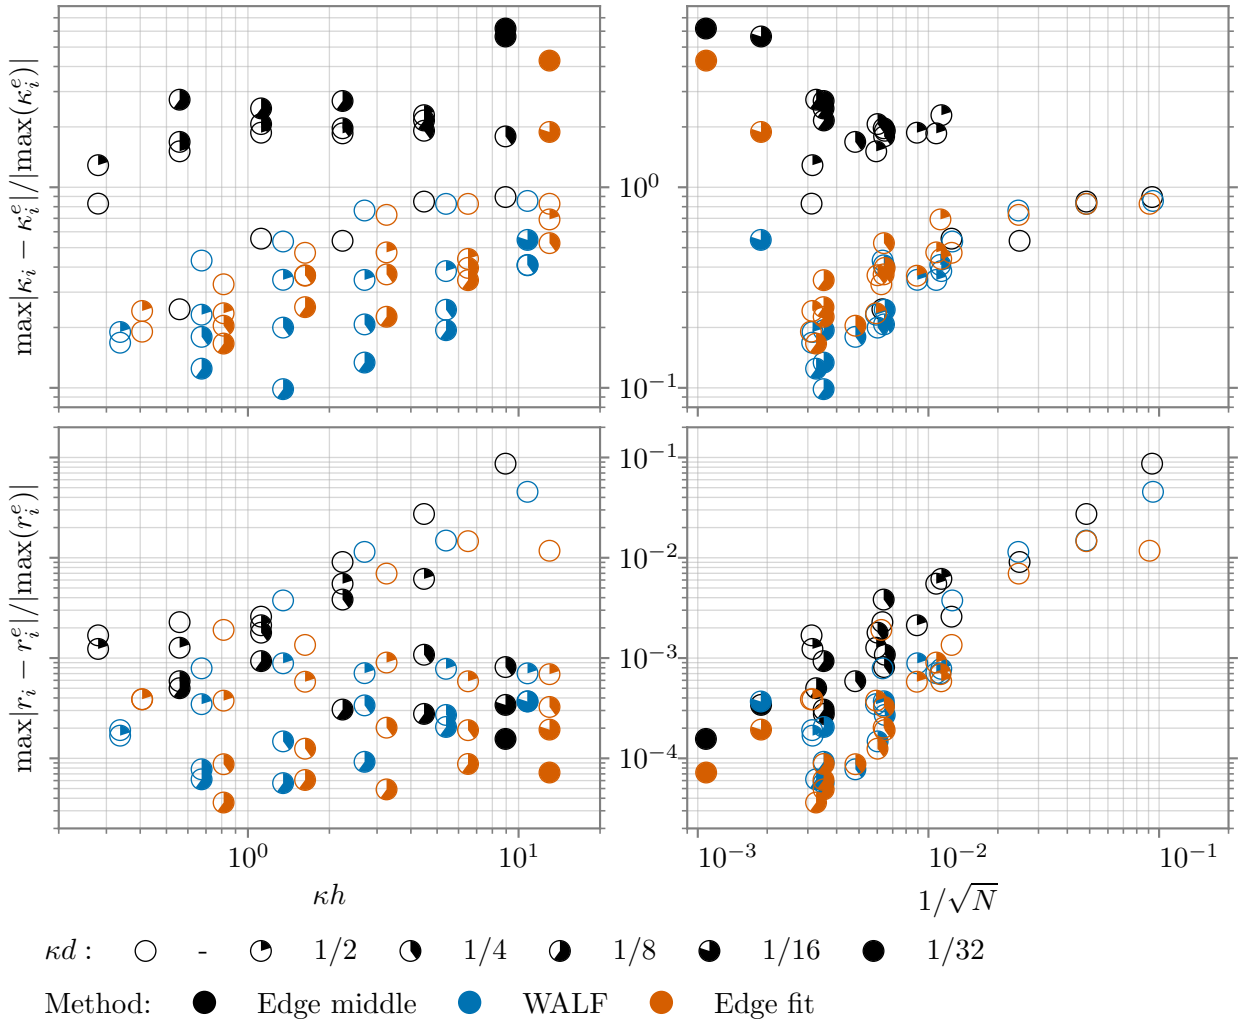 max|κ_i − κ_i^e|/|max(κ_i^e)|
10^0
10^−1
max|r_i − r_i^e|/|max(r_i^e)|
10^−1
10^−2
10^−3
10^−4
10^0 10^1 10^−3 10^−2 10^−1
κh 1/√N
κd : - 1/2 1/4 1/8 1/16 1/32
Method: Edge middle WALF Edge fit